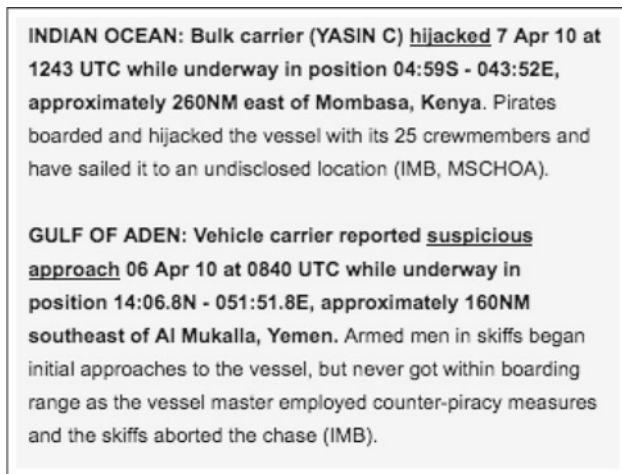 INDIAN OCEAN: Bulk carrier (YASIN C) hijacked 7 Apr 10 at
1243 UTC while underway in position 04:59S - 043:52E,
approximately 260NM east of Mombasa, Kenya. Pirates
boarded and hijacked the vessel with its 25 crewmembers and
have sailed it to an undisclosed location (IMB, MSCHOA).
GULF OF ADEN: Vehicle carrier reported suspicious
approach 06 Apr 10 at 0840 UTC while underway in
position 14:06.8N - 051:51.8E, approximately 160NM
southeast of Al Mukalla, Yemen. Armed men in skiffs began
initial approaches to the vessel, but never got within boarding
range as the vessel master employed counter-piracy measures
and the skiffs aborted the chase (IMB).